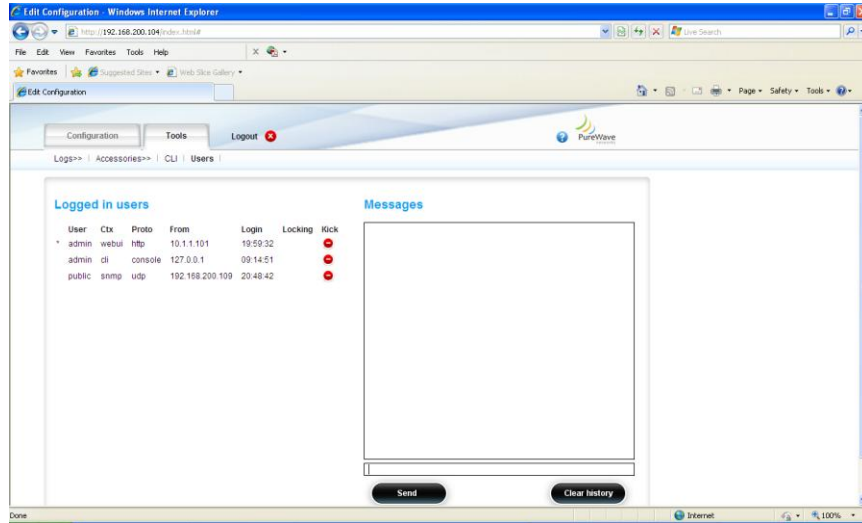 Edit Configuration - Windows Internet Explorer
http://192.168.200.104/index.html#
Live Search
File Edit View Favorites Tools Help
Favorites Suggested Sites Web Slice Gallery
Edit Configuration
Page Safety Tools
Configuration Tools Logout
PureWave
Logs>> | Accessories>> | CLI | Users |
Logged in users
User Ctx Proto From Login Locking Kick
* admin webui http 10.1.1.101 19:59:32
admin cli console 127.0.0.1 09:14:51
public snmp udp 192.168.200.109 20:48:42
Messages
Send
Clear history
Done
Internet
100%